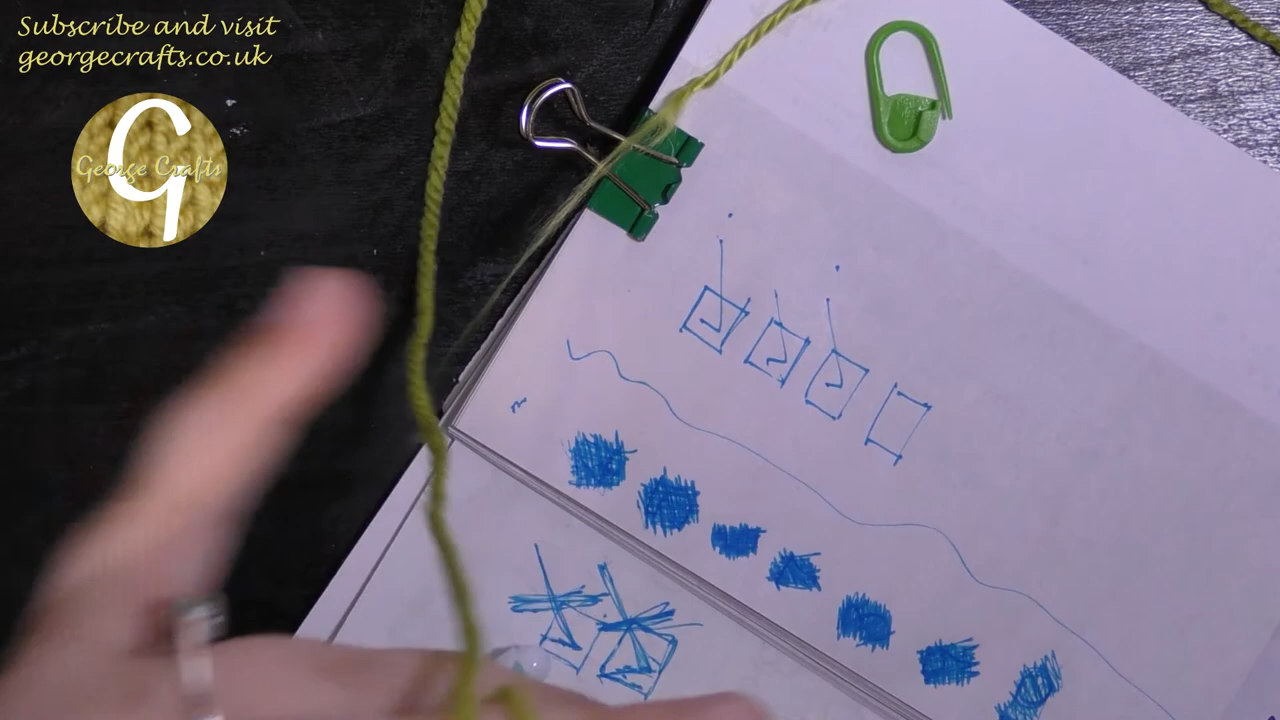 Subscribe and visit
georgecrafts.co.uk
G
George Crafts